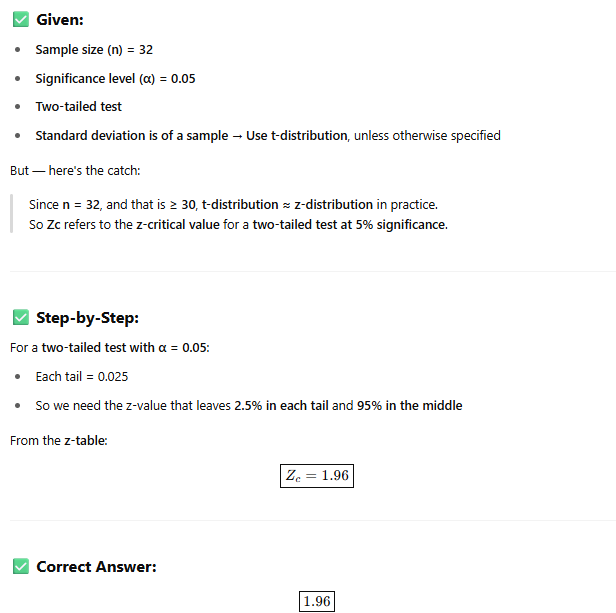 ✅ Given:
• Sample size (n) = 32
• Significance level (α) = 0.05
• Two-tailed test
• Standard deviation is of a sample → Use t-distribution, unless otherwise specified
But — here's the catch:
Since n = 32, and that is ≥ 30, t-distribution ≈ z-distribution in practice.
So Zc refers to the z-critical value for a two-tailed test at 5% significance.
✅ Step-by-Step:
For a two-tailed test with α = 0.05:
• Each tail = 0.025
• So we need the z-value that leaves 2.5% in each tail and 95% in the middle
From the z-table:
Z_c = 1.96
✅ Correct Answer:
1.96